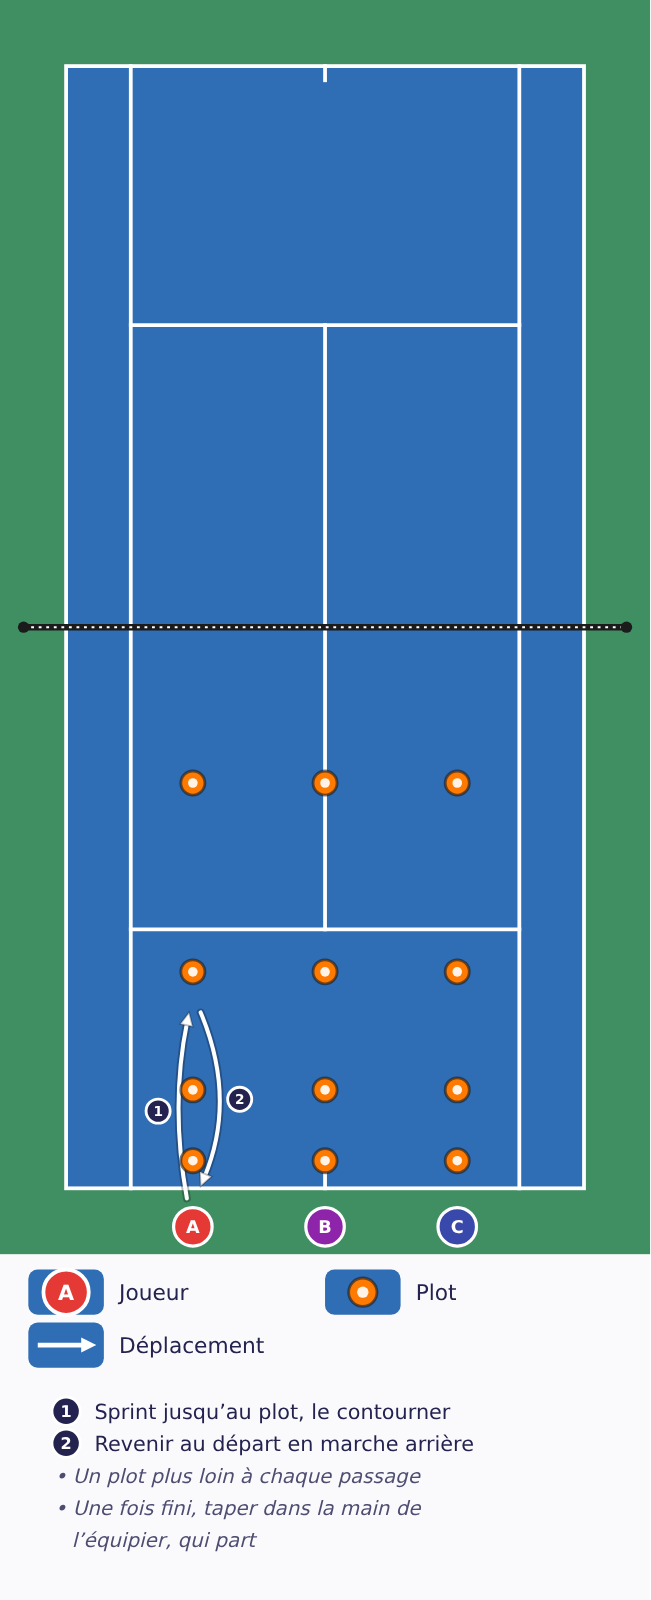 1
2
A
B
C
A Joueur
Plot
Déplacement
1 Sprint jusqu’au plot, le contourner
2 Revenir au départ en marche arrière
• Un plot plus loin à chaque passage
• Une fois fini, taper dans la main de
l’équipier, qui part